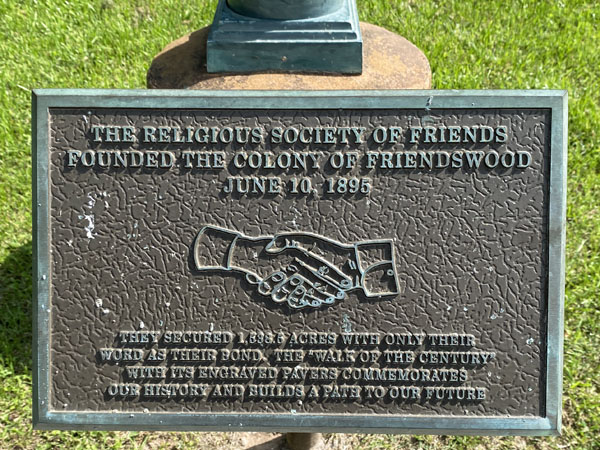 THE RELIGIOUS SOCIETY OF FRIENDS
FOUNDED THE COLONY OF FRIENDSWOOD
JUNE 10, 1895
THEY SECURED 1,538.5 ACRES WITH ONLY THEIR
WORD AS THEIR BOND. THE "WALK OF THE CENTURY"
WITH ITS ENGRAVED PAVERS COMMEMORATES
OUR HISTORY AND BUILDS A PATH TO OUR FUTURE